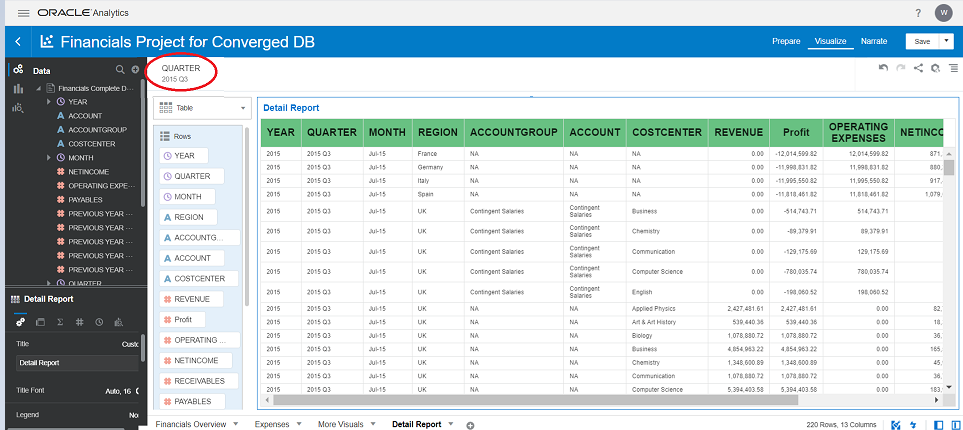 ORACLE Analytics
?
W
Financials Project for Converged DB
Prepare
Visualize
Narrate
Save
Data
Financials Complete D...
YEAR
ACCOUNT
ACCOUNTGROUP
COSTCENTER
MONTH
NETINCOME
OPERATING EXPE...
PAYABLES
PREVIOUS YEAR ...
PREVIOUS YEAR ...
PREVIOUS YEAR ...
PREVIOUS YEAR ...
PREVIOUS YEAR ...
QUARTER
Detail Report
Title Custo
Detail Report
Title Font Auto, 16
Legend
QUARTER
2015 Q3
Table
Rows
YEAR
QUARTER
MONTH
REGION
ACCOUNTG...
ACCOUNT
COSTCENTER
REVENUE
Profit
OPERATING ...
NETINCOME
RECEIVABLES
PAYABLES
Detail Report
YEAR QUARTER MONTH REGION ACCOUNTGROUP ACCOUNT COSTCENTER REVENUE Profit OPERATING EXPENSES NETINCO
2015 2015 Q3 Jul-15 France NA NA NA 0.00 -12,014,599.82 12,014,599.82 871,
2015 2015 Q3 Jul-15 Germany NA NA NA 0.00 -11,998,831.82 11,998,831.82 880,
2015 2015 Q3 Jul-15 Italy NA NA NA 0.00 -11,995,550.82 11,995,550.82 917,
2015 2015 Q3 Jul-15 Spain NA NA NA 0.00 -11,818,461.82 11,818,461.82 1,079,
2015 2015 Q3 Jul-15 UK Contingent Salaries Contingent Salaries Business 0.00 -514,743.71 514,743.71
2015 2015 Q3 Jul-15 UK Contingent Salaries Contingent Salaries Chemistry 0.00 -89,379.91 89,379.91
2015 2015 Q3 Jul-15 UK Contingent Salaries Contingent Salaries Communication 0.00 -129,175.69 129,175.69
2015 2015 Q3 Jul-15 UK Contingent Salaries Contingent Salaries Computer Science 0.00 -780,035.74 780,035.74
2015 2015 Q3 Jul-15 UK Contingent Salaries Contingent Salaries English 0.00 -198,060.52 198,060.52
2015 2015 Q3 Jul-15 UK NA NA Applied Physics 2,427,481.61 2,427,481.61 0.00 82,
2015 2015 Q3 Jul-15 UK NA NA Art & Art History 539,440.36 539,440.36 0.00 18,
2015 2015 Q3 Jul-15 UK NA NA Biology 1,078,880.72 1,078,880.72 0.00 36,
2015 2015 Q3 Jul-15 UK NA NA Business 4,854,963.22 4,854,963.22 0.00 165,
2015 2015 Q3 Jul-15 UK NA NA Chemistry 1,348,600.89 1,348,600.89 0.00 45,
2015 2015 Q3 Jul-15 UK NA NA Communication 1,078,880.72 1,078,880.72 0.00 36,
2015 2015 Q3 Jul-15 UK NA NA Computer Science 5,394,403.58 5,394,403.58 0.00 183,
Financials Overview
Expenses
More Visuals
Detail Report
220 Rows, 13 Columns